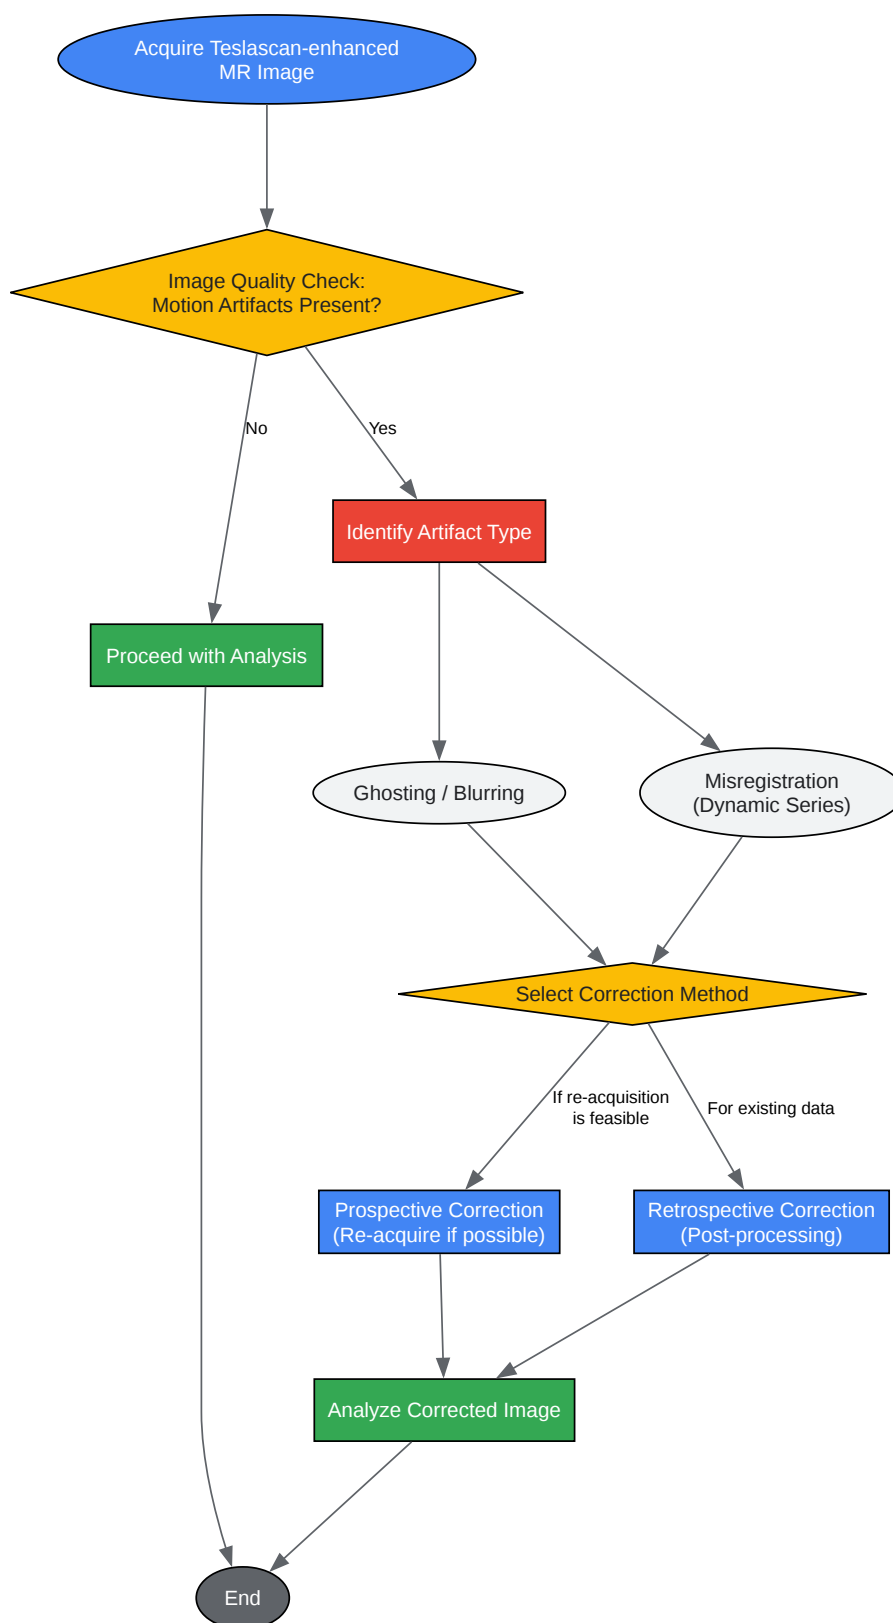 Acquire Teslascan-enhanced
MR Image
Image Quality Check:
Motion Artifacts Present?
No
Yes
Identify Artifact Type
Proceed with Analysis
Ghosting / Blurring
Misregistration
(Dynamic Series)
Select Correction Method
If re-acquisition
is feasible
For existing data
Prospective Correction
(Re-acquire if possible)
Retrospective Correction
(Post-processing)
Analyze Corrected Image
End